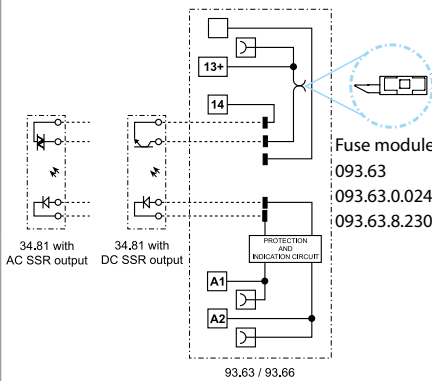 13+
14
Fuse module
093.63
093.63.0.024
093.63.8.230
34.81 with
AC SSR output
34.81 with
DC SSR output
PROTECTION
AND
INDICATION CIRCUIT
A1
A2
93.63 / 93.66